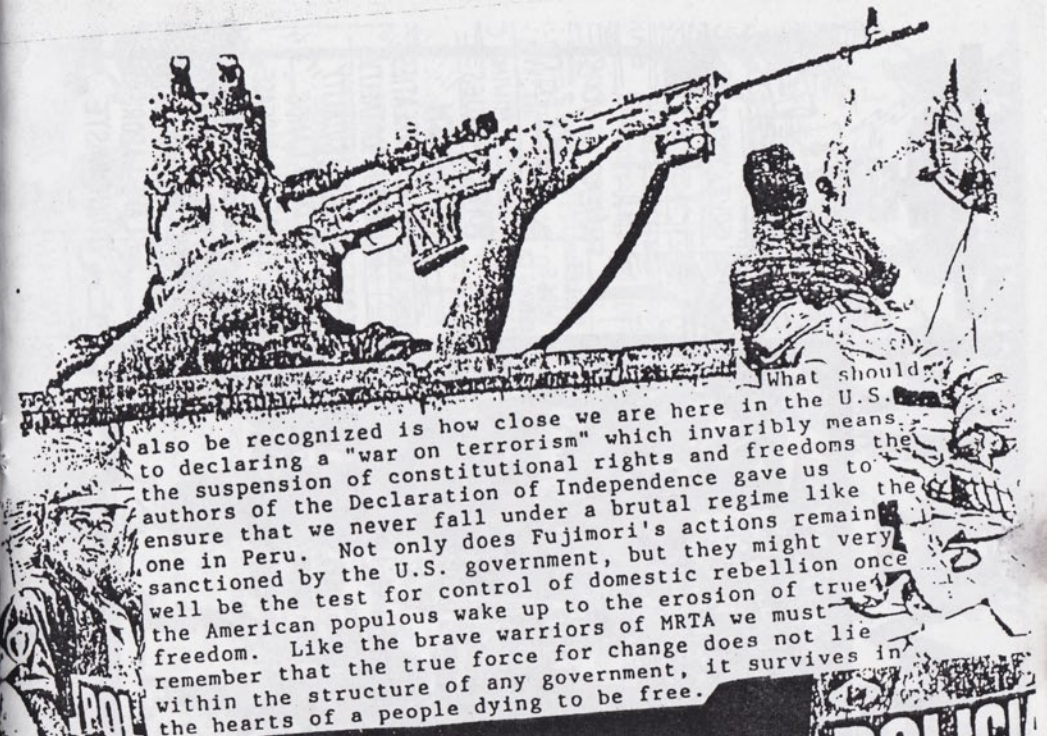 What should
also be recognized is how close we are here in the U.S.
to declaring a "war on terrorism" which invaribly means
the suspension of constitutional rights and freedoms the
authors of the Declaration of Independence gave us to
ensure that we never fall under a brutal regime like the
one in Peru. Not only does Fujimori's actions remain
sanctioned by the U.S. government, but they might very
well be the test for control of domestic rebellion once
the American populous wake up to the erosion of true
freedom. Like the brave warriors of MRTA we must
remember that the true force for change does not lie
within the structure of any government, it survives in
the hearts of a people dying to be free.
POL
POLICIA